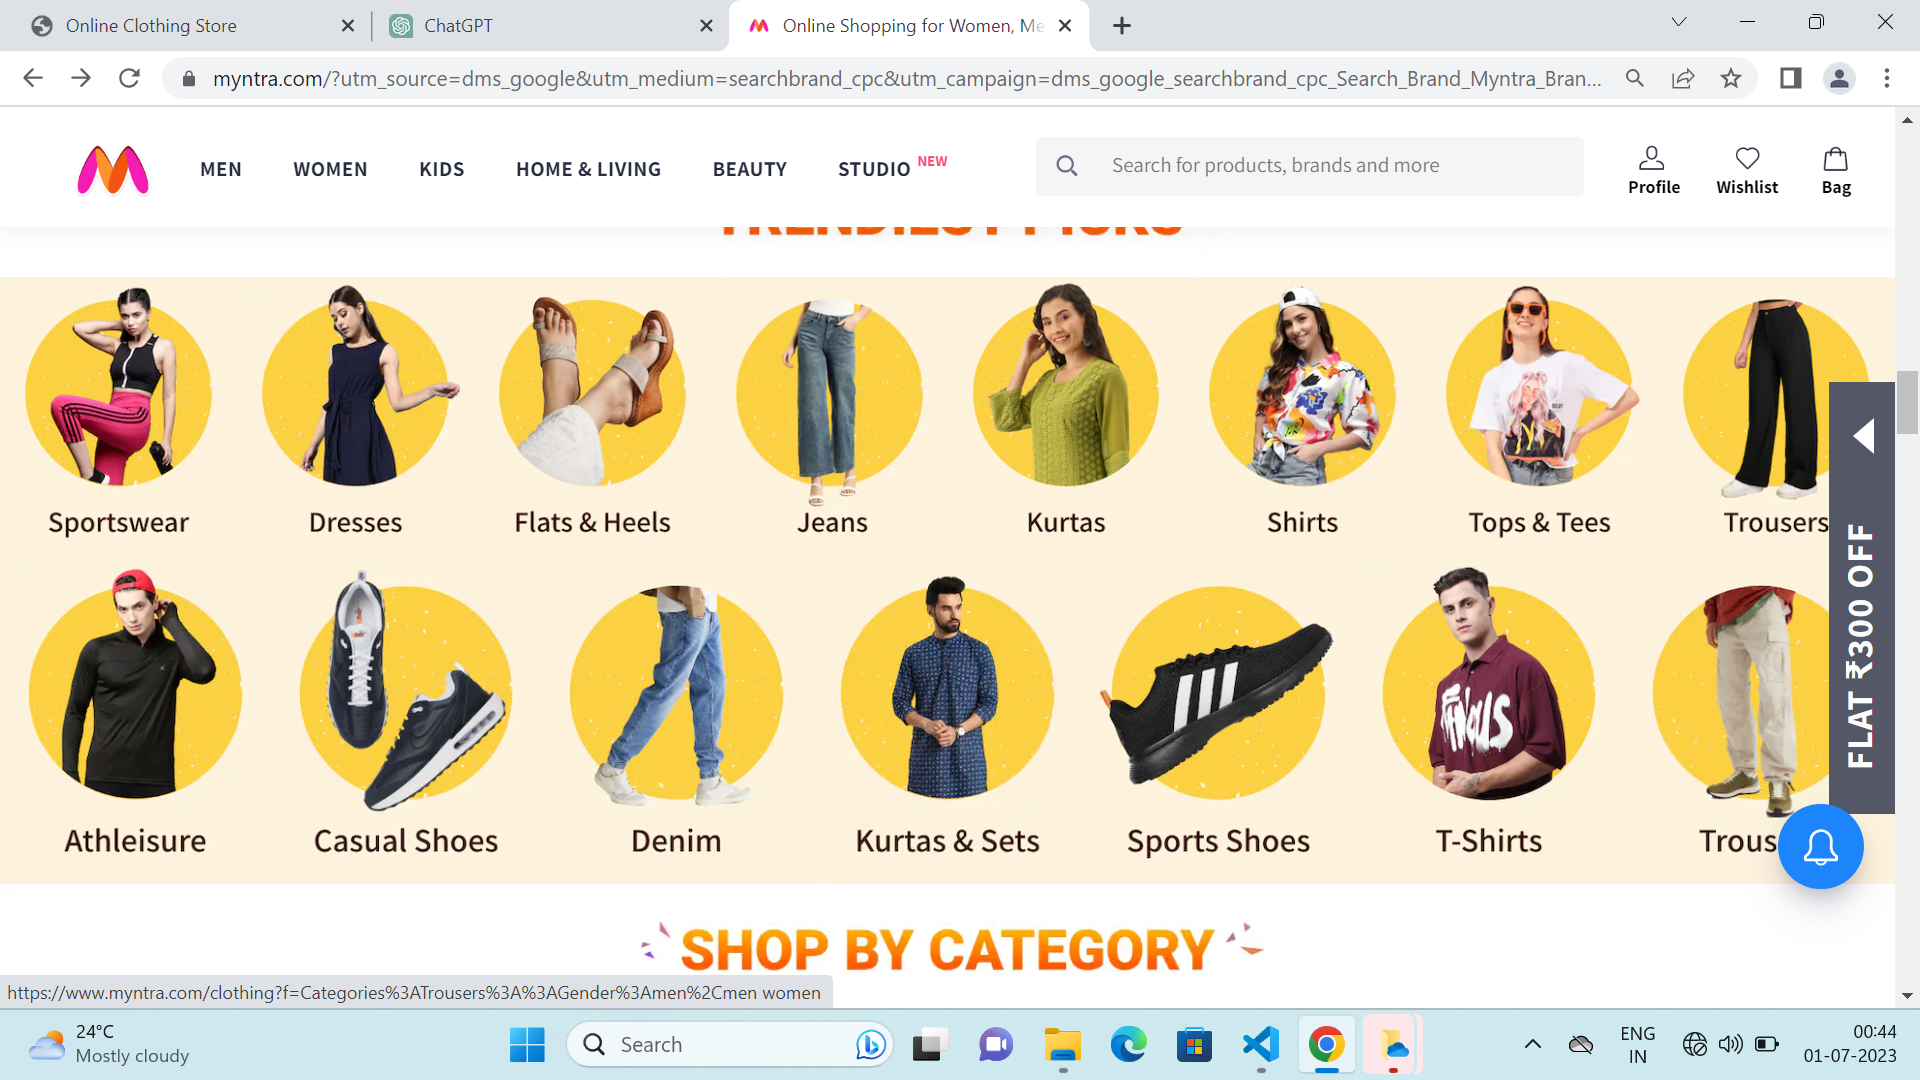 Online Clothing Store
ChatGPT
Online Shopping for Women, Me
myntra.com/?utm_source=dms_google&utm_medium=searchbrand_cpc&utm_campaign=dms_google_searchbrand_cpc_Search_Brand_Myntra_Bran...
MEN WOMEN KIDS HOME & LIVING BEAUTY STUDIO NEW
Search for products, brands and more
Profile Wishlist Bag
TRENDIEST PICKS
Sportswear Dresses Flats & Heels Jeans Kurtas Shirts Tops & Tees Trousers
FLAT ₹300 OFF
Athleisure Casual Shoes Denim Kurtas & Sets Sports Shoes T-Shirts Trous
SHOP BY CATEGORY
https://www.myntra.com/clothing?f=Categories%3ATrousers%3A%3AGender%3Amen%2Cmen women
24°C
Mostly cloudy
Search
ENG
IN
00:44
01-07-2023